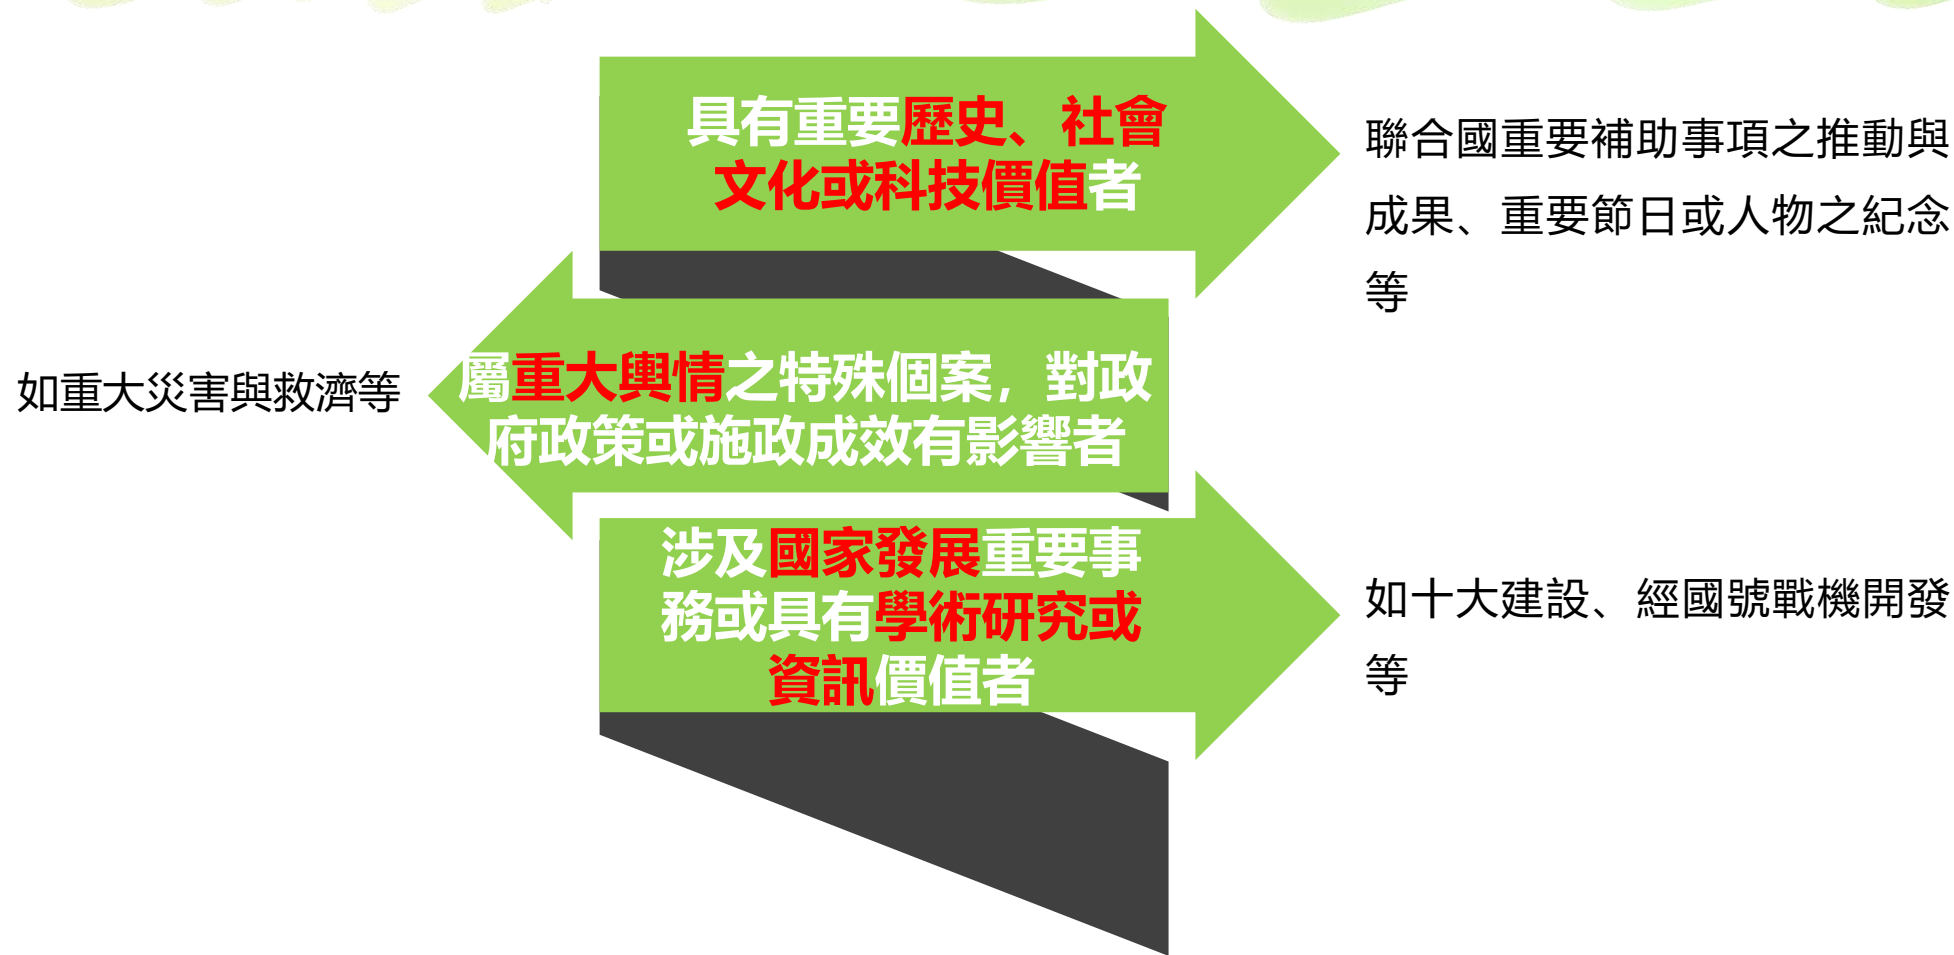 具有重要歷史、社會
文化或科技價值者
聯合國重要補助事項之推動與
成果、重要節日或人物之紀念
等
屬重大輿情之特殊個案，對政
府政策或施政成效有影響者
如重大災害與救濟等
涉及國家發展重要事
務或具有學術研究或
資訊價值者
如十大建設、經國號戰機開發
等